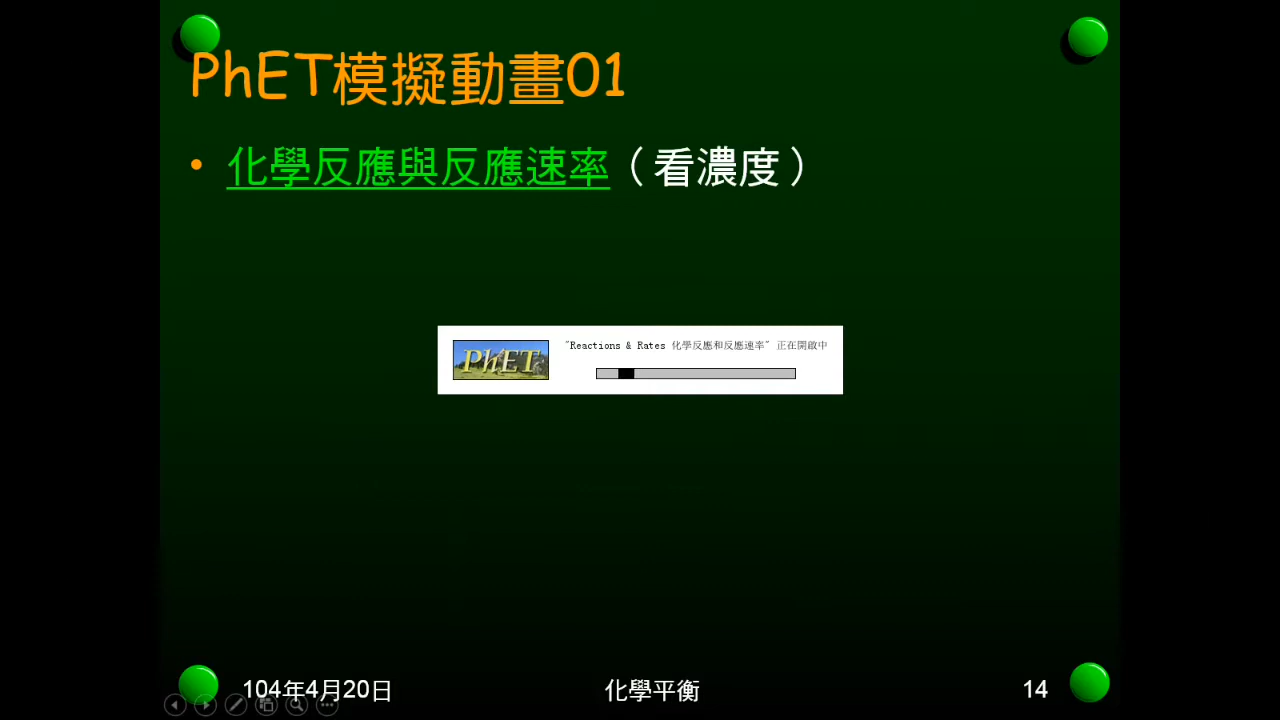 PhET模擬動畫01
• 化學反應與反應速率（看濃度）
PhET
"Reactions & Rates 化學反應和反應速率" 正在開啟中
104年4月20日
化學平衡
14